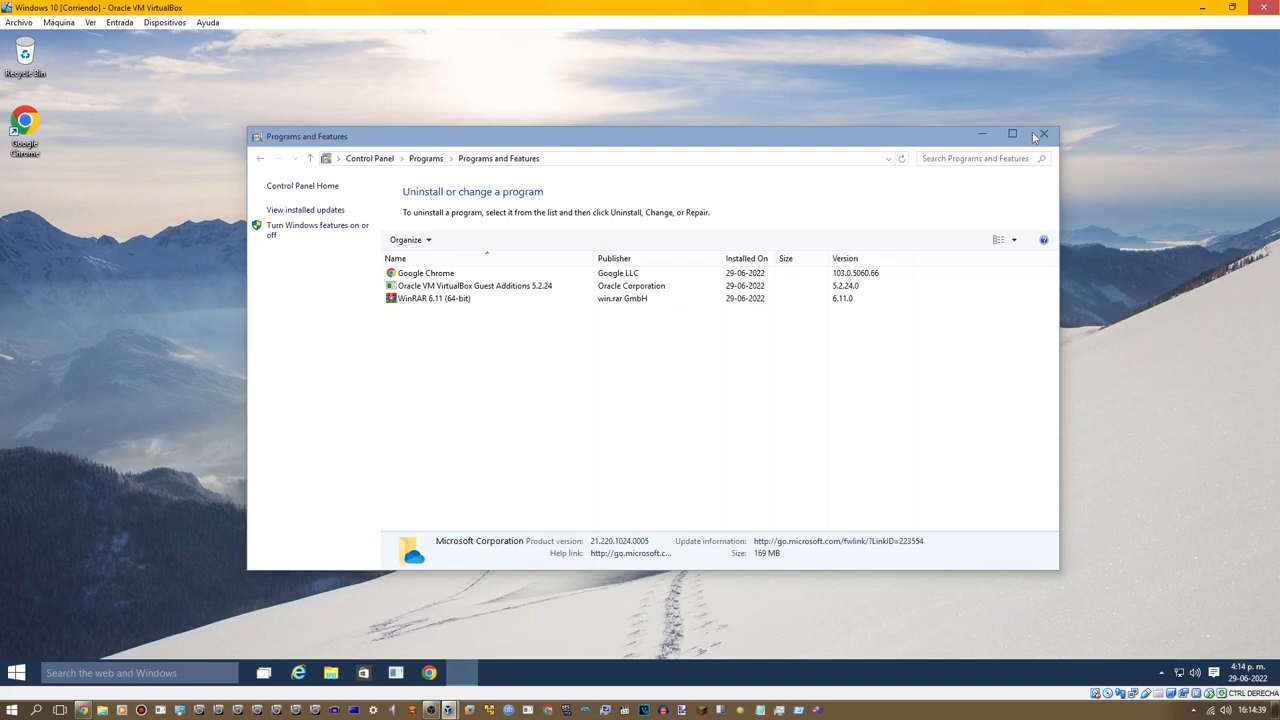 Windows 10 [Corriendo] - Oracle VM VirtualBox
Archivo Máquina Ver Entrada Dispositivos Ayuda
Recycle Bin
Google
Chrome
Programs and Features
Control Panel Programs Programs and Features
Search Programs and Features
Control Panel Home
View installed updates
Turn Windows features on or
off
Uninstall or change a program
To uninstall a program, select it from the list and then click Uninstall, Change, or Repair.
Organize
Name Publisher Installed On Size Version
Google Chrome Google LLC 29-06-2022 103.0.5060.66
Oracle VM VirtualBox Guest Additions 5.2.24 Oracle Corporation 29-06-2022 5.2.24.0
WinRAR 6.11 (64-bit) win.rar GmbH 29-06-2022 6.11.0
Microsoft Corporation Product version: 21.220.1024.0005 Update information: http://go.microsoft.com/fwlink/?LinkID=223554
Help link: http://go.microsoft.c... Size: 169 MB
Search the web and Windows
4:14 p. m.
29-06-2022
CTRL DERECHA
16:14:39